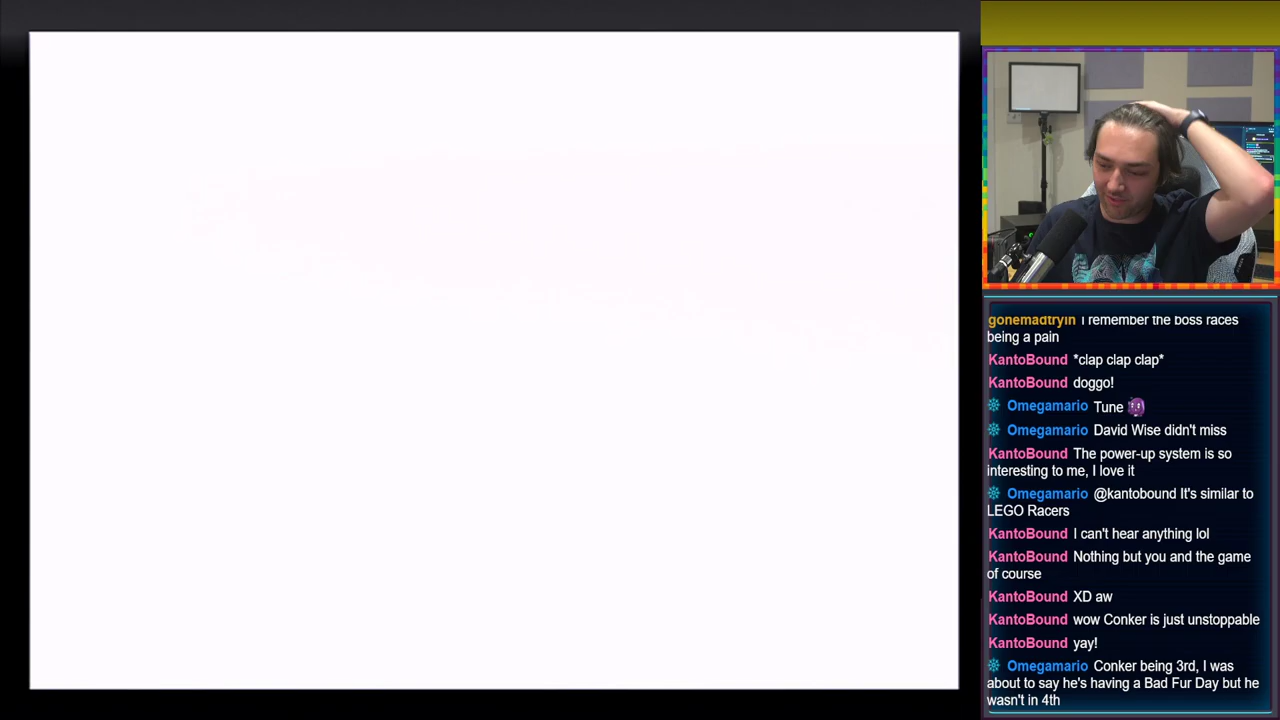 gonemadtryin I remember the boss races
being a pain
KantoBound *clap clap clap*
KantoBound doggo!
Omegamario Tune
Omegamario David Wise didn't miss
KantoBound The power-up system is so
interesting to me, I love it
Omegamario @kantobound It's similar to
LEGO Racers
KantoBound I can't hear anything lol
KantoBound Nothing but you and the game
of course
KantoBound XD aw
KantoBound wow Conker is just unstoppable
KantoBound yay!
Omegamario Conker being 3rd, I was
about to say he's having a Bad Fur Day but he
wasn't in 4th